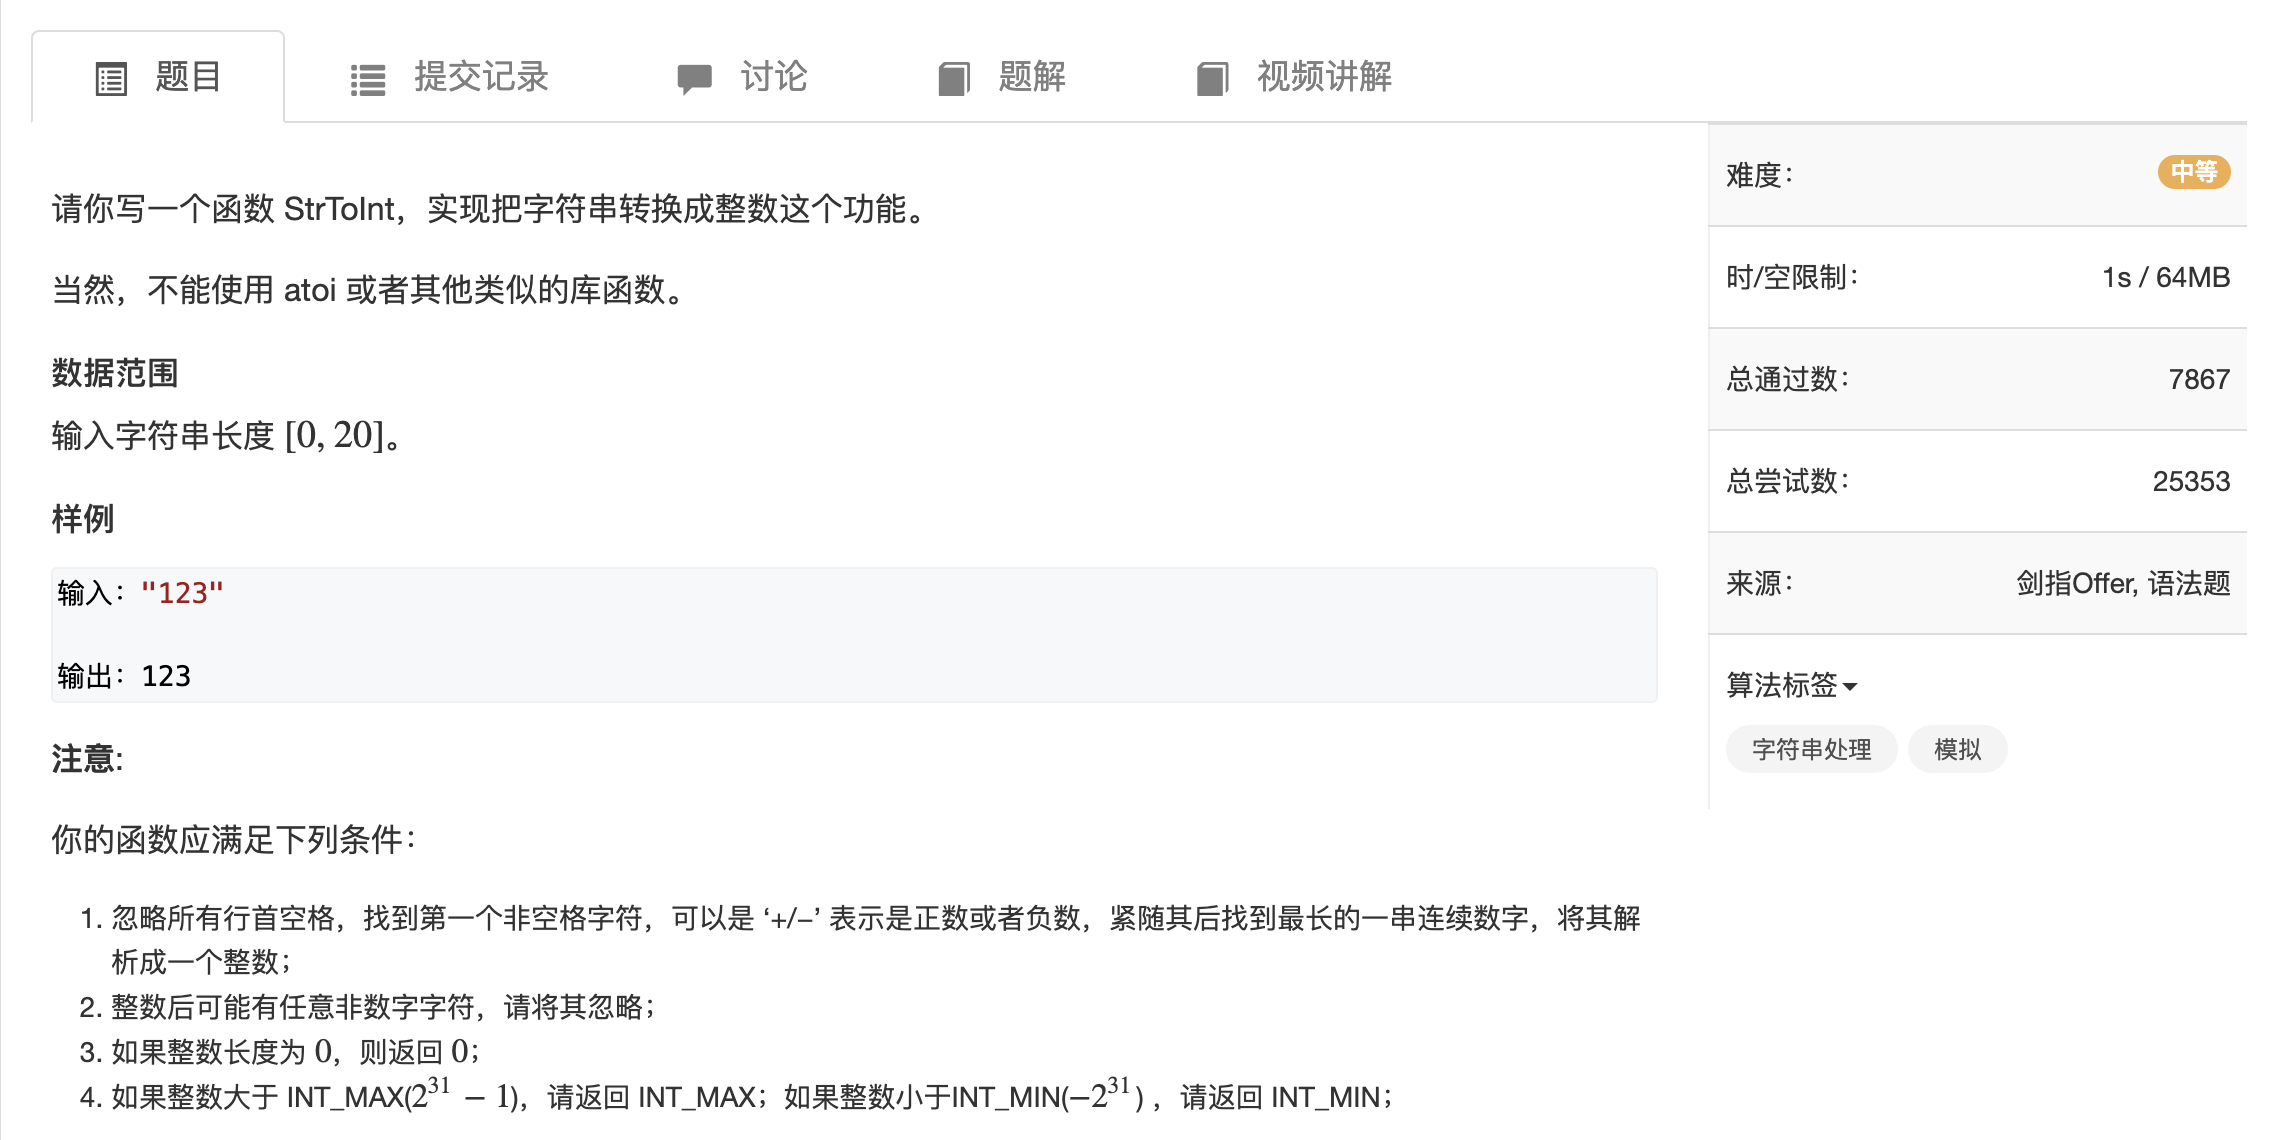 题目 提交记录 讨论 题解 视频讲解
请你写一个函数 StrToInt，实现把字符串转换成整数这个功能。
当然，不能使用 atoi 或者其他类似的库函数。
数据范围
输入字符串长度 [0, 20]。
样例
输入："123"
输出：123
注意:
你的函数应满足下列条件：
1. 忽略所有行首空格，找到第一个非空格字符，可以是 ‘+/−’ 表示是正数或者负数，紧随其后找到最长的一串连续数字，将其解
析成一个整数；
2. 整数后可能有任意非数字字符，请将其忽略；
3. 如果整数长度为 0，则返回 0；
4. 如果整数大于 INT_MAX(2^31 − 1)，请返回 INT_MAX；如果整数小于INT_MIN(−2^31) ，请返回 INT_MIN；
难度： 中等
时/空限制： 1s / 64MB
总通过数： 7867
总尝试数： 25353
来源： 剑指Offer, 语法题
算法标签
字符串处理 模拟